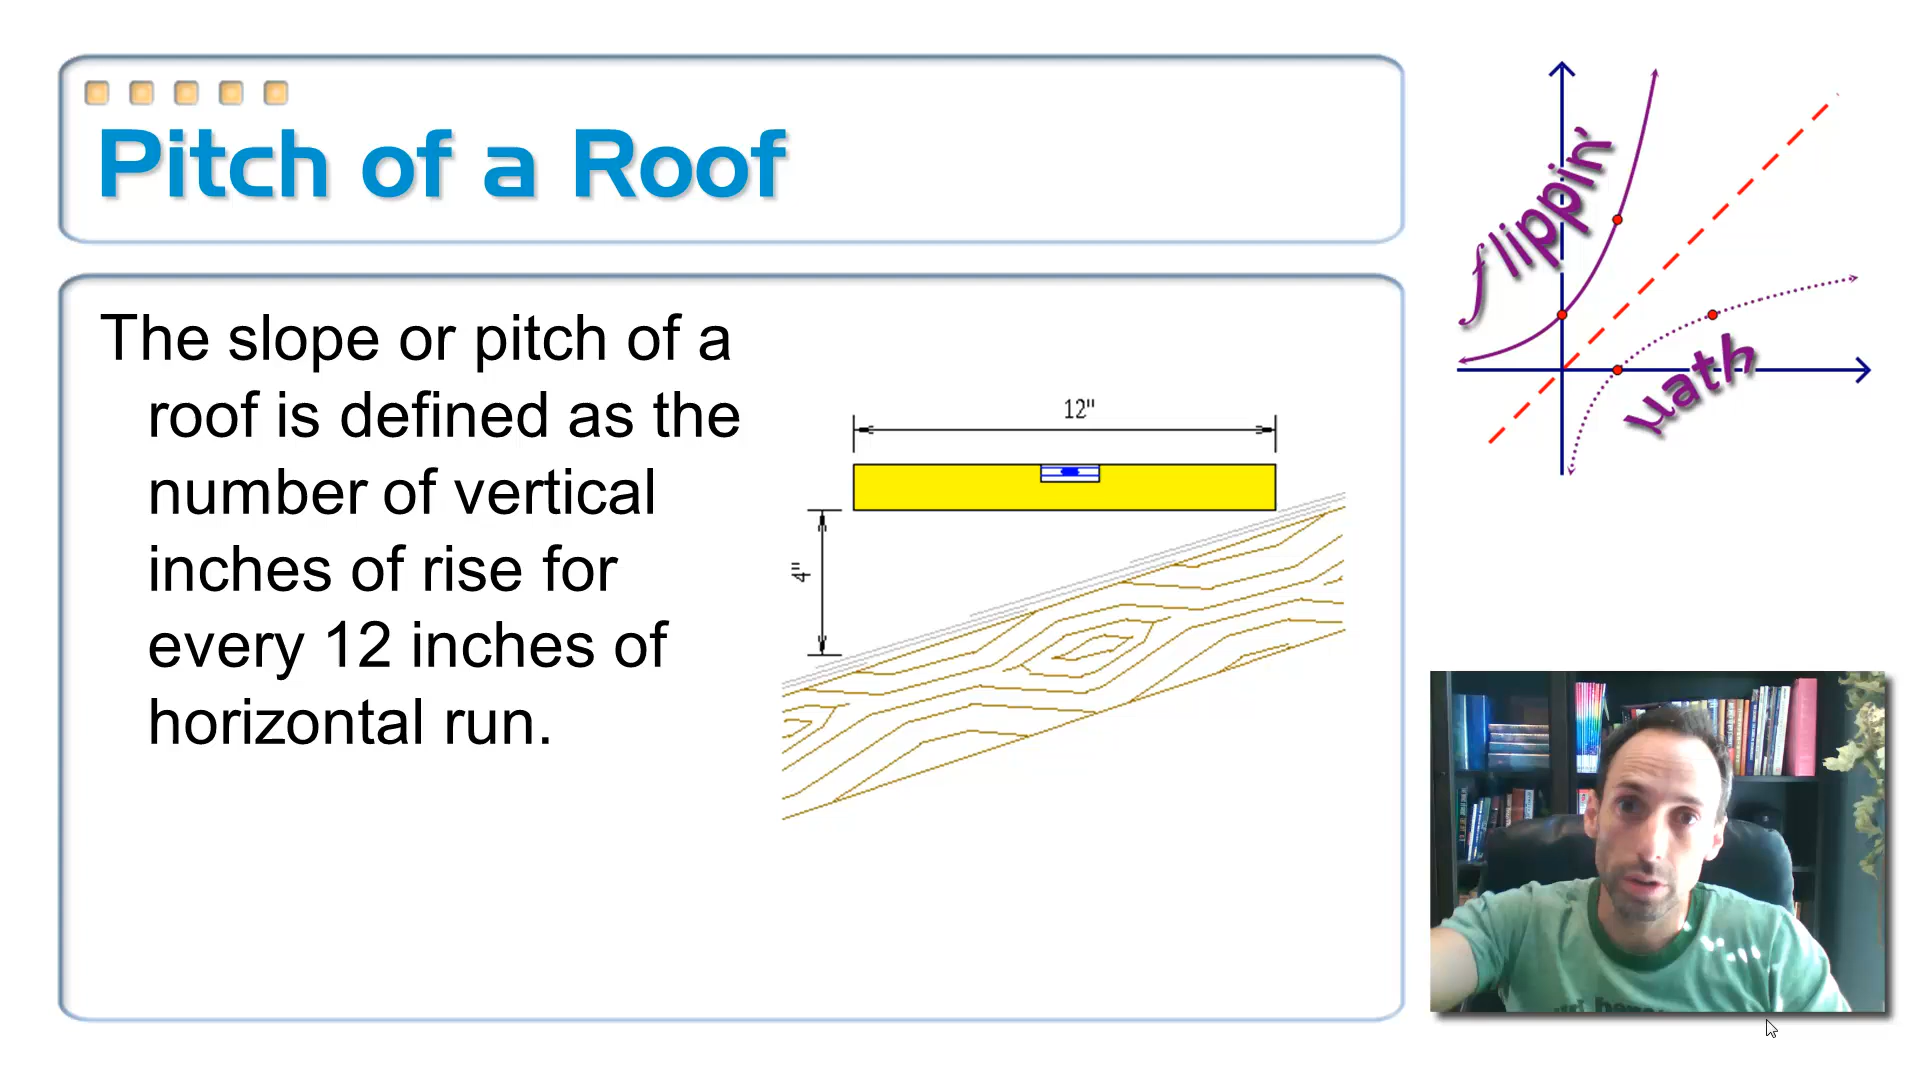 Pitch of a Roof
The slope or pitch of a
roof is defined as the
number of vertical
inches of rise for
every 12 inches of
horizontal run.
12"
4"
flippin'
math